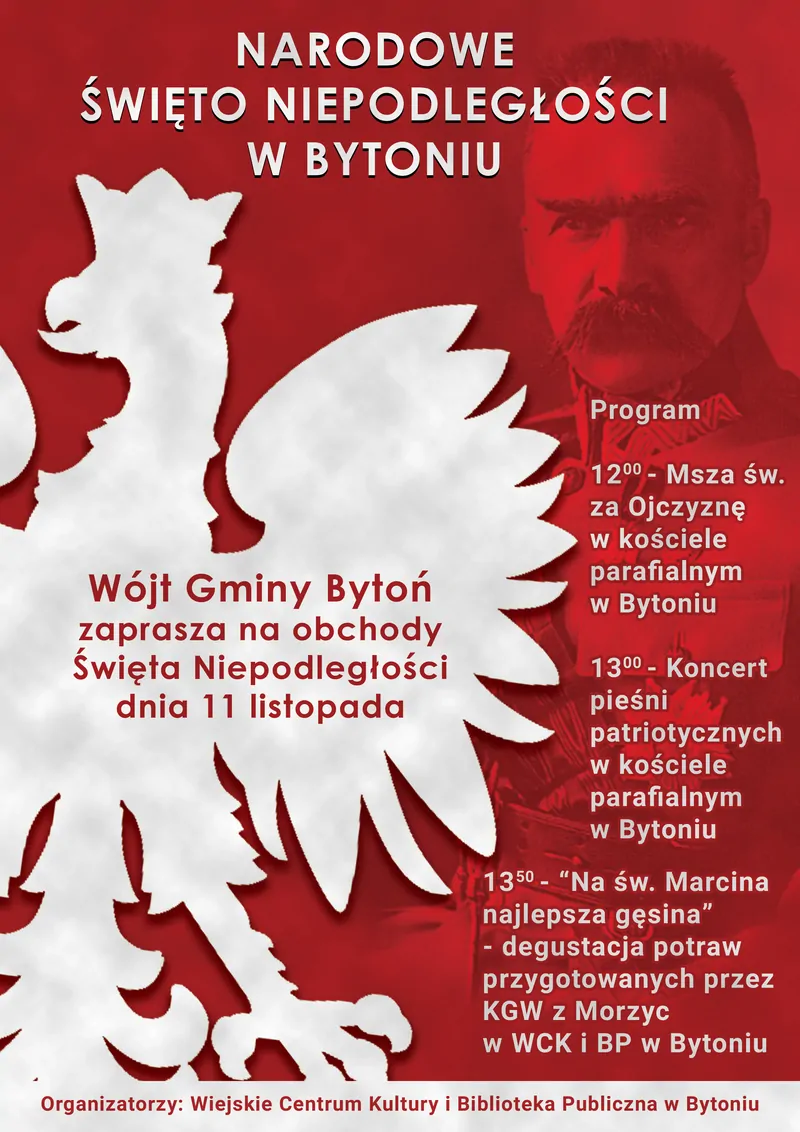 NARODOWE
ŚWIĘTO NIEPODLEGŁOŚCI
W BYTONIU
Wójt Gminy Bytoń
zaprasza na obchody
Święta Niepodległości
dnia 11 listopada
Program
12⁰⁰ - Msza św.
za Ojczyznę
w kościele
parafialnym
w Bytoniu
13⁰⁰ - Koncert
pieśni
patriotycznych
w kościele
parafialnym
w Bytoniu
13⁵⁰ - “Na św. Marcina
najlepsza gęsina”
- degustacja potraw
przygotowanych przez
KGW z Morzyc
w WCK i BP w Bytoniu
Organizatorzy: Wiejskie Centrum Kultury i Biblioteka Publiczna w Bytoniu